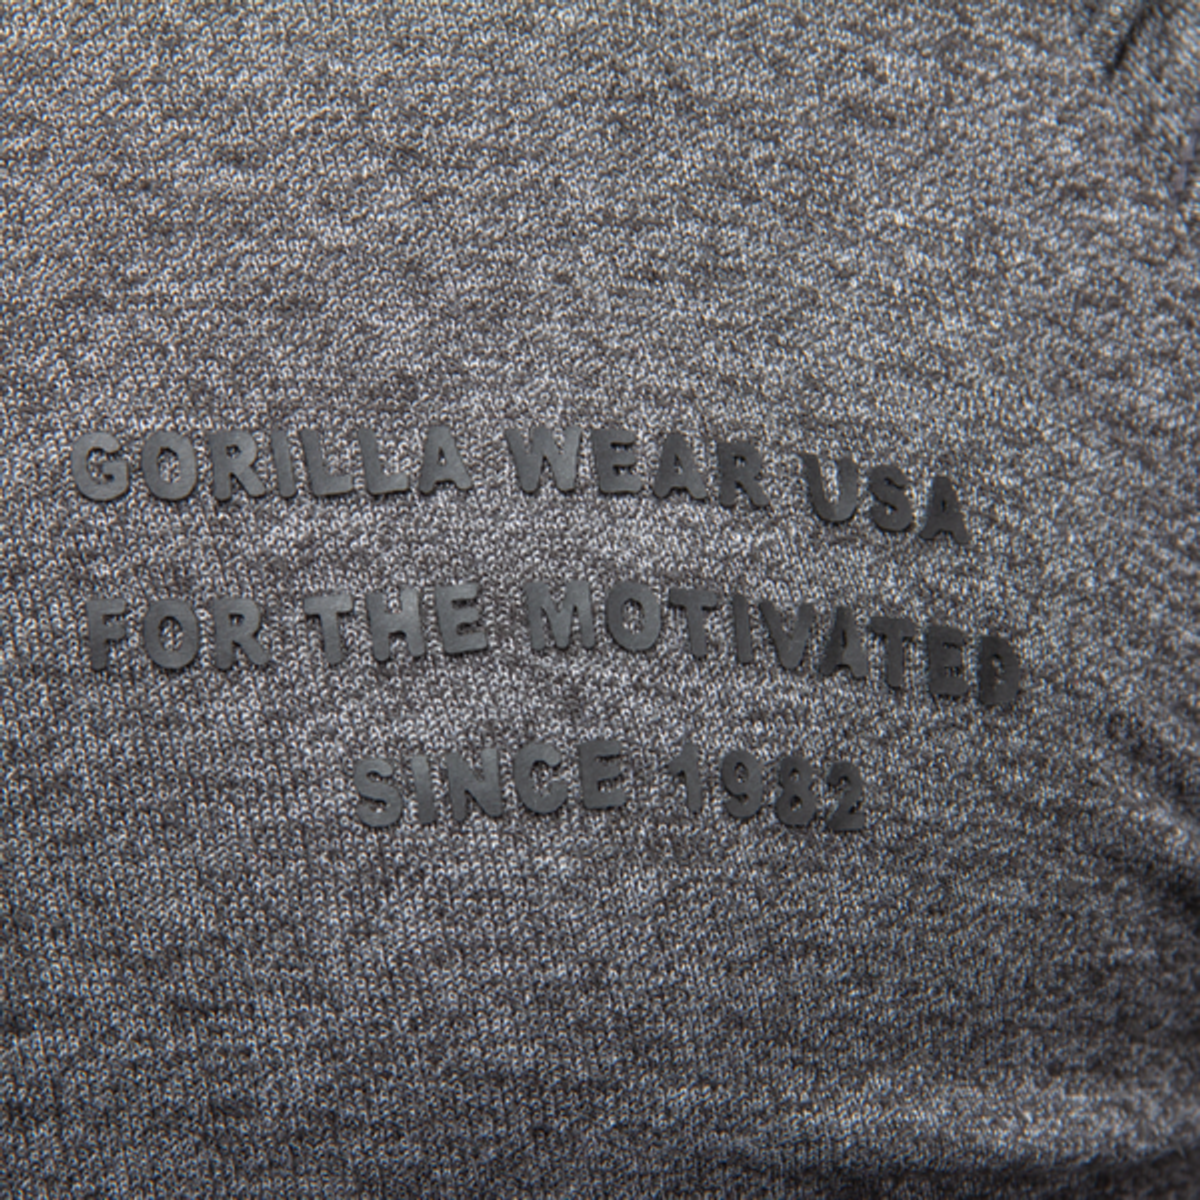 GORILLA WEAR USA
FOR THE MOTIVATED
SINCE 1982